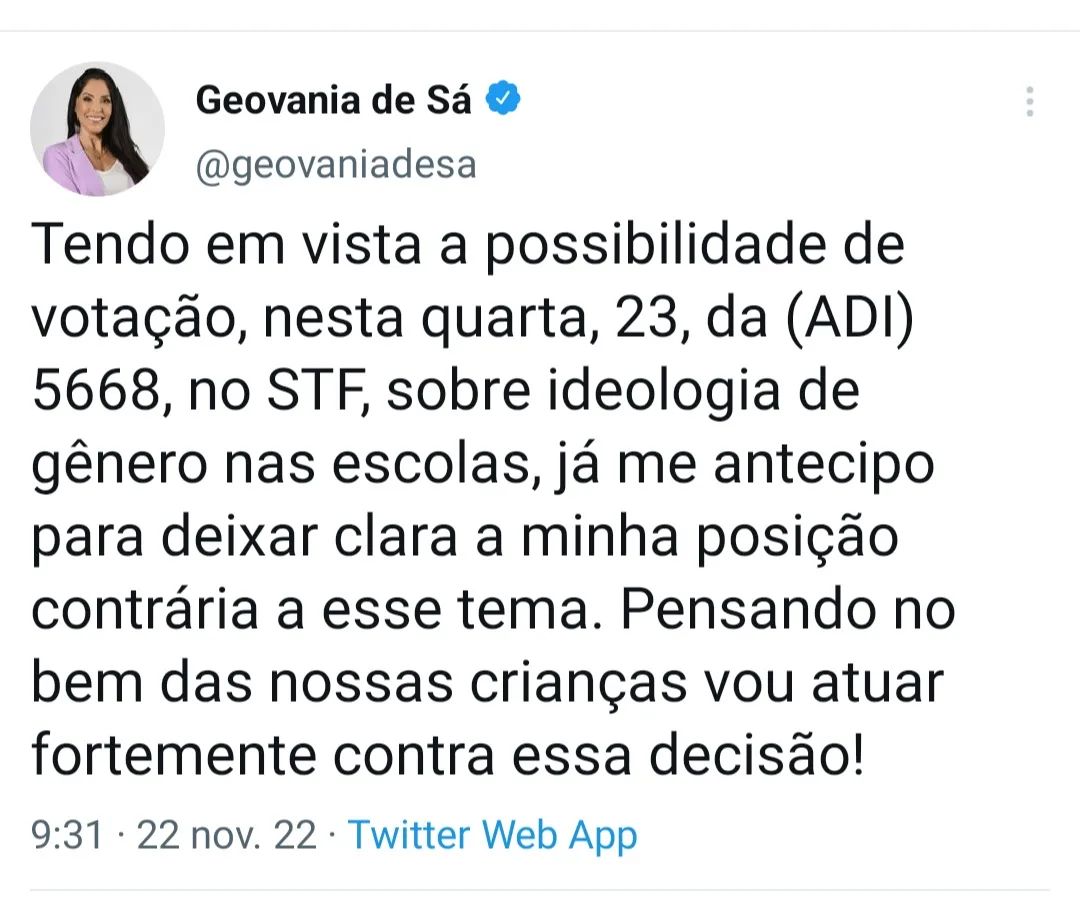 Geovania de Sá
@geovaniadesa
Tendo em vista a possibilidade de
votação, nesta quarta, 23, da (ADI)
5668, no STF, sobre ideologia de
gênero nas escolas, já me antecipo
para deixar clara a minha posição
contrária a esse tema. Pensando no
bem das nossas crianças vou atuar
fortemente contra essa decisão!
9:31 · 22 nov. 22 · Twitter Web App